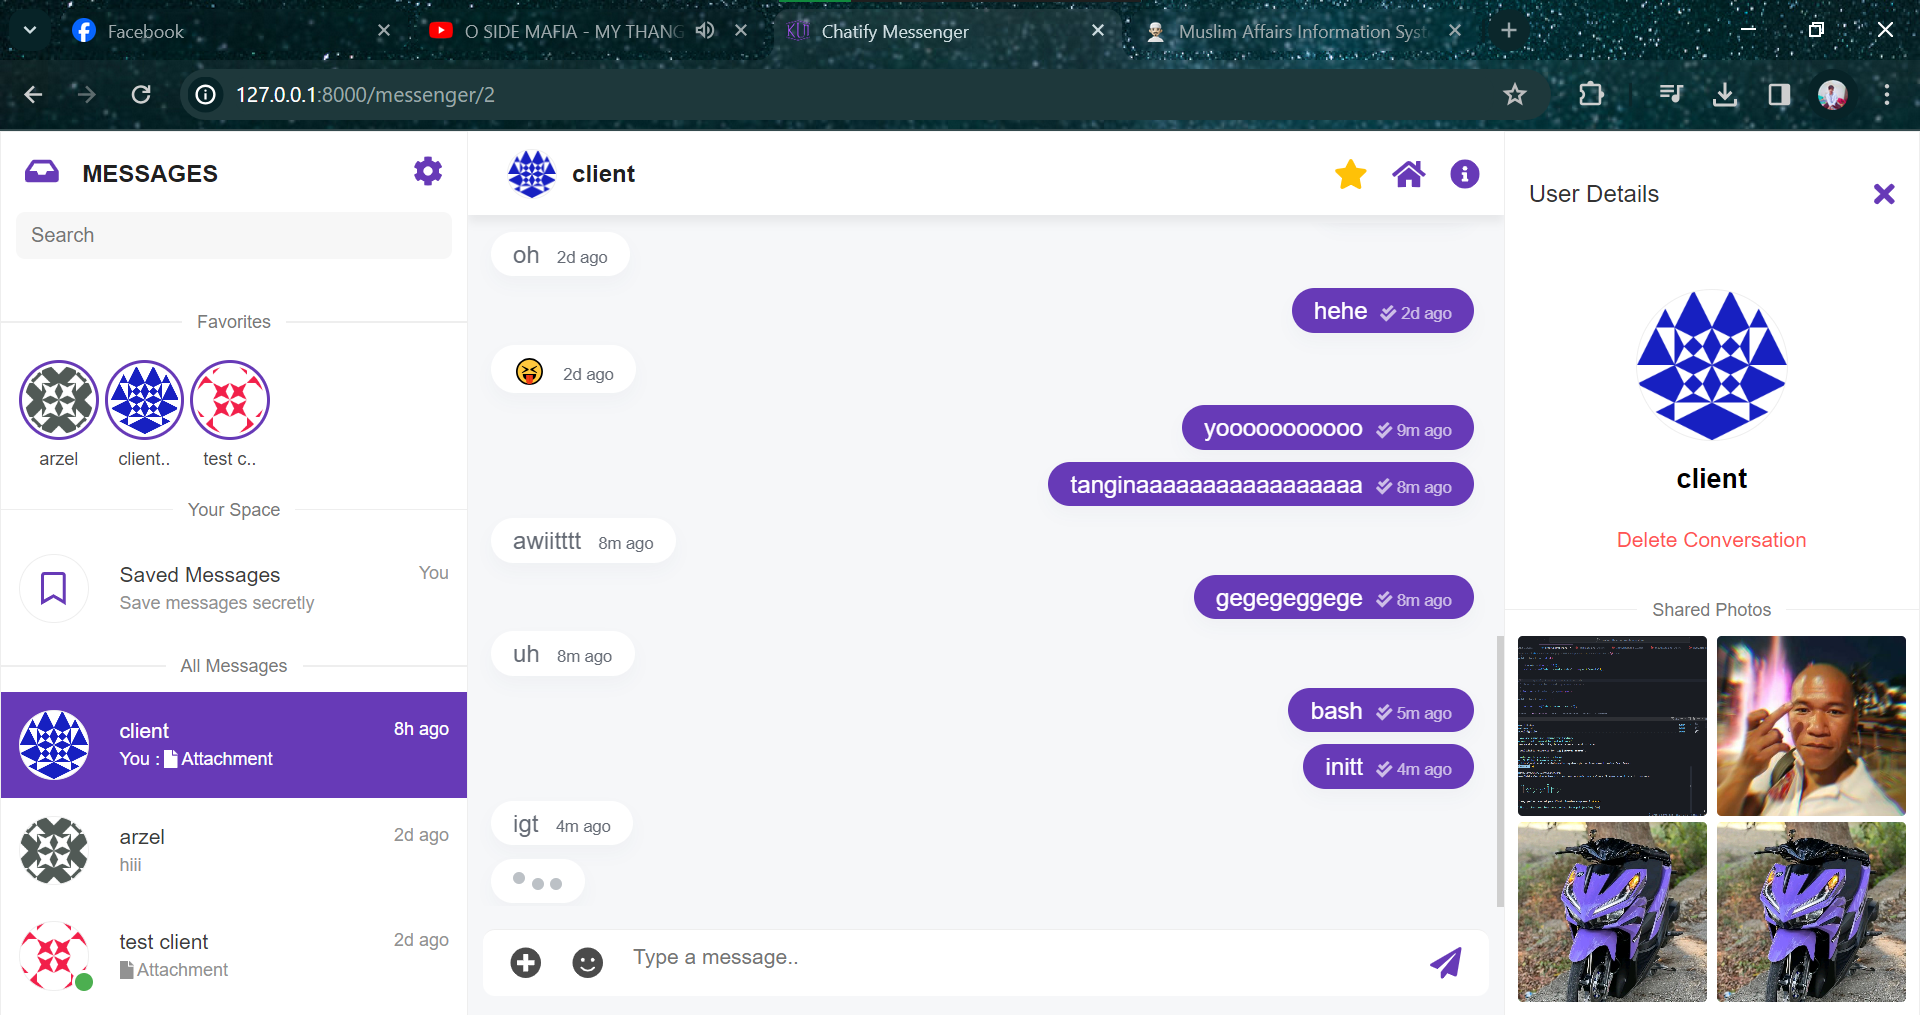 Facebook
O SIDE MAFIA - MY THANG
Chatify Messenger
Muslim Affairs Information Syst
127.0.0.1:8000/messenger/2
MESSAGES
Search
Favorites
arzel
client..
test c..
Your Space
Saved Messages
You
Save messages secretly
All Messages
client
8h ago
You : Attachment
arzel
2d ago
hiii
test client
2d ago
Attachment
client
oh 2d ago
hehe 2d ago
2d ago
yooooooooooo 9m ago
tanginaaaaaaaaaaaaaaaaa 8m ago
awiitttt 8m ago
gegegeggege 8m ago
uh 8m ago
bash 5m ago
initt 4m ago
igt 4m ago
Type a message..
User Details
client
Delete Conversation
Shared Photos